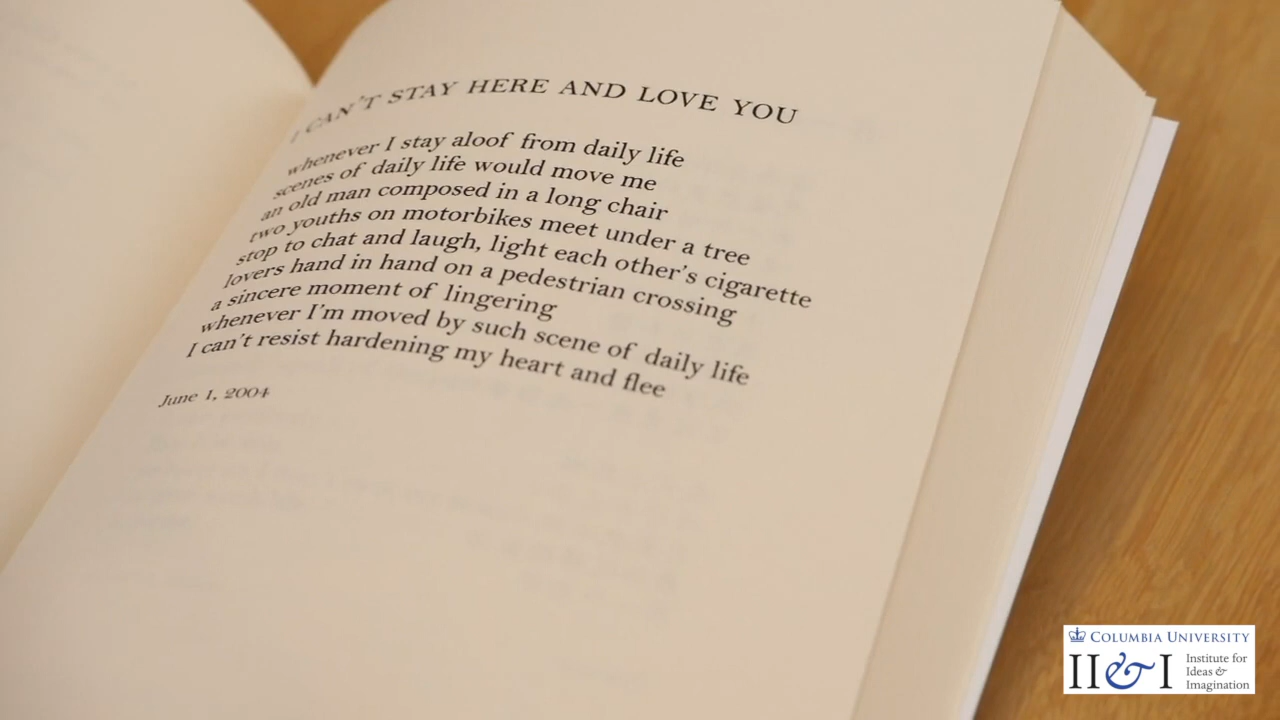 I CAN'T STAY HERE AND LOVE YOU
whenever I stay aloof from daily life
scenes of daily life would move me
an old man composed in a long chair
two youths on motorbikes meet under a tree
stop to chat and laugh, light each other's cigarette
lovers hand in hand on a pedestrian crossing
a sincere moment of lingering
whenever I'm moved by such scene of daily life
I can't resist hardening my heart and flee
June 1, 2004
COLUMBIA UNIVERSITY
II&I
Institute for
Ideas &
Imagination